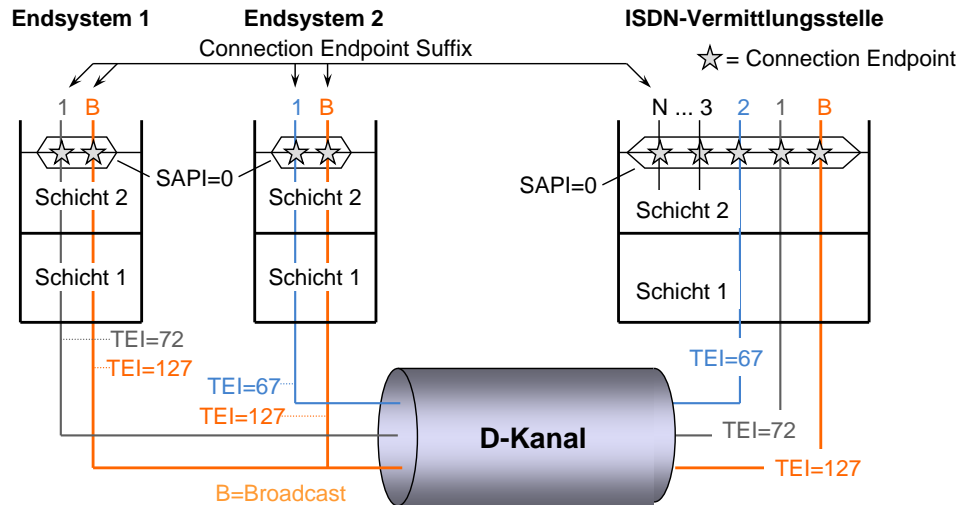 Endsystem 1
Endsystem 2
ISDN-Vermittlungsstelle
Connection Endpoint Suffix
= Connection Endpoint
1 B
1 B
N ... 3 2 1 B
SAPI=0
SAPI=0
Schicht 2
Schicht 2
Schicht 2
Schicht 1
Schicht 1
Schicht 1
TEI=72
TEI=127
TEI=67
TEI=127
TEI=67
D-Kanal
TEI=72
TEI=127
B=Broadcast